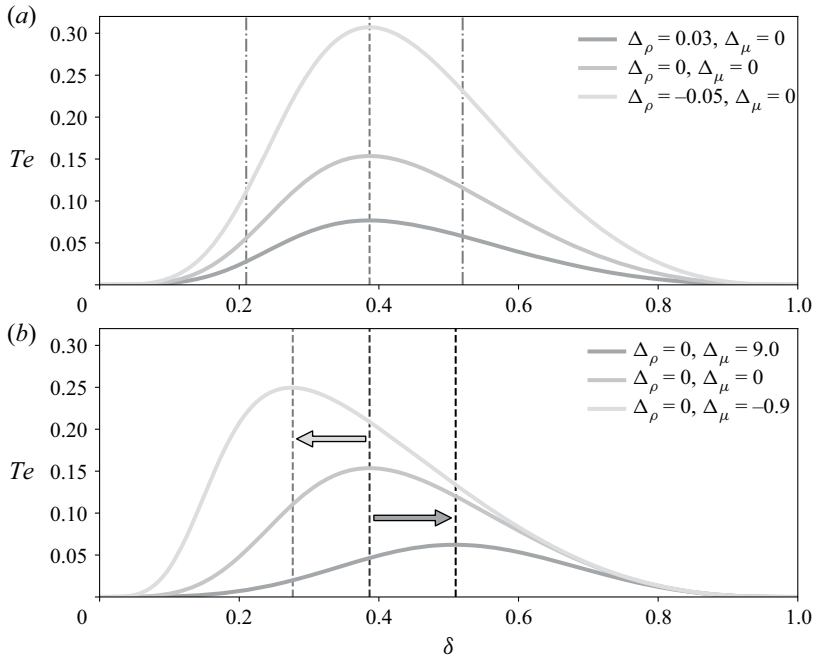 (a)
0.30
0.25
0.20
Te 0.15
0.10
0.05
0 0.2 0.4 0.6 0.8 1.0
Δρ = 0.03, Δμ = 0
Δρ = 0, Δμ = 0
Δρ = –0.05, Δμ = 0
(b)
0.30
0.25
0.20
Te 0.15
0.10
0.05
0 0.2 0.4 0.6 0.8 1.0
Δρ = 0, Δμ = 9.0
Δρ = 0, Δμ = 0
Δρ = 0, Δμ = –0.9
δ